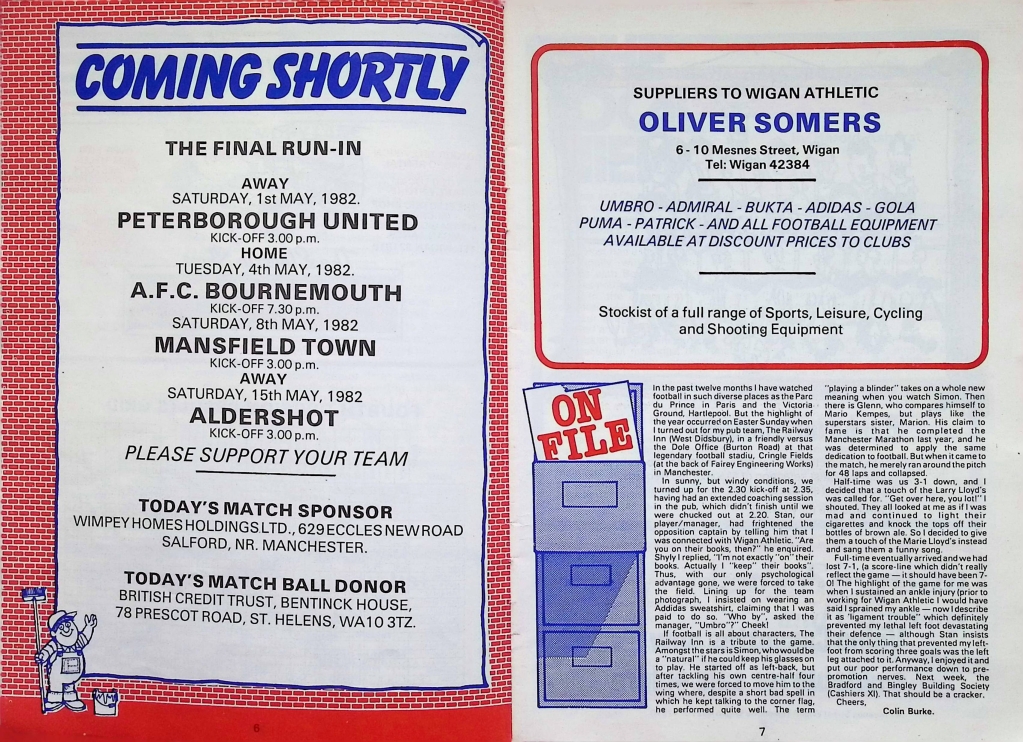 COMING SHORTLY
THE FINAL RUN-IN
AWAY
SATURDAY, 1st MAY, 1982.
PETERBOROUGH UNITED
KICK-OFF 3.00 p.m.
HOME
TUESDAY, 4th MAY, 1982.
A.F.C. BOURNEMOUTH
KICK-OFF 7.30 p.m.
SATURDAY, 8th MAY, 1982
MANSFIELD TOWN
KICK-OFF 3.00 p.m.
AWAY
SATURDAY, 15th MAY, 1982
ALDERSHOT
KICK-OFF 3.00 p.m.
PLEASE SUPPORT YOUR TEAM
TODAY'S MATCH SPONSOR
WIMPEY HOMES HOLDINGS LTD., 629 ECCLES NEW ROAD
SALFORD, NR. MANCHESTER.
TODAY'S MATCH BALL DONOR
BRITISH CREDIT TRUST, BENTINCK HOUSE,
78 PRESCOT ROAD, ST. HELENS, WA10 3TZ.
6
SUPPLIERS TO WIGAN ATHLETIC
OLIVER SOMERS
6 - 10 Mesnes Street, Wigan
Tel: Wigan 42384
UMBRO - ADMIRAL - BUKTA - ADIDAS - GOLA
PUMA - PATRICK - AND ALL FOOTBALL EQUIPMENT
AVAILABLE AT DISCOUNT PRICES TO CLUBS
Stockist of a full range of Sports, Leisure, Cycling
and Shooting Equipment
ON
FILE
In the past twelve months I have watched
football in such diverse places as the Parc
du Prince in Paris and the Victoria
Ground, Hartlepool. But the highlight of
the year occurred on Easter Sunday when
I turned out for my pub team, The Railway
Inn (West Didsbury), in a friendly versus
the Dole Office (Burton Road) at that
legendary football stadiu, Cringle Fields
(at the back of Fairey Engineering Works)
in Manchester.
In sunny, but windy conditions, we
turned up for the 2.30 kick-off at 2.35,
having had an extended coaching session
in the pub, which didn't finish until we
were chucked out at 2.20. Stan, our
player/manager, had frightened the
opposition captain by telling him that I
was connected with Wigan Athletic. "Are
you on their books, then?" he enquired.
Shyly I replied, "I'm not exactly "on" their
books. Actually I "keep" their books".
Thus, with our only psychological
advantage gone, we were forced to take
the field. Lining up for the team
photograph, I insisted on wearing an
Addidas sweatshirt, claiming that I was
paid to do so. "Who by", asked the
manager, "Umbro"?" Cheek!
If football is all about characters, The
Railway Inn is a tribute to the game.
Amongst the stars is Simon, who would be
a "natural" if he could keep his glasses on
to play. He started off as left-back, but
after tackling his own centre-half four
times, we were forced to move him to the
wing where, despite a short bad spell in
which he kept talking to the corner flag,
he performed quite well. The term
"playing a blinder" takes on a whole new
meaning when you watch Simon. Then
there is Glenn, who compares himself to
Mario Kempes, but plays like the
superstars sister, Marion. His claim to
fame is that he completed the
Manchester Marathon last year, and he
was determined to apply the same
dedication to football. But when it came to
the match, he merely ran around the pitch
for 48 laps and collapsed.
Half-time was us 3-1 down, and I
decided that a touch of the Larry Lloyd's
was called for. "Get over here, you lot!" I
shouted. They all looked at me as if I was
mad and continued to light their
cigarettes and knock the tops off their
bottles of brown ale. So I decided to give
them a touch of the Marie Lloyd's instead
and sang them a funny song.
Full-time eventually arrived and we had
lost 7-1, (a score-line which didn't really
reflect the game — it should have been 7-
0! The highlight of the game for me was
when I sustained an ankle injury (prior to
working for Wigan Athletic I would have
said I sprained my ankle — now I describe
it as 'ligament trouble'" which definitely
prevented my lethal left foot devastating
their defence — although Stan insists
that the only thing that prevented my left-
foot from scoring three goals was the left
leg attached to it. Anyway, I enjoyed it and
put our poor performance down to pre-
promotion nerves. Next week, the
Bradford and Bingley Building Society
(Cashiers XI). That should be a cracker.
Cheers,
Colin Burke.
7